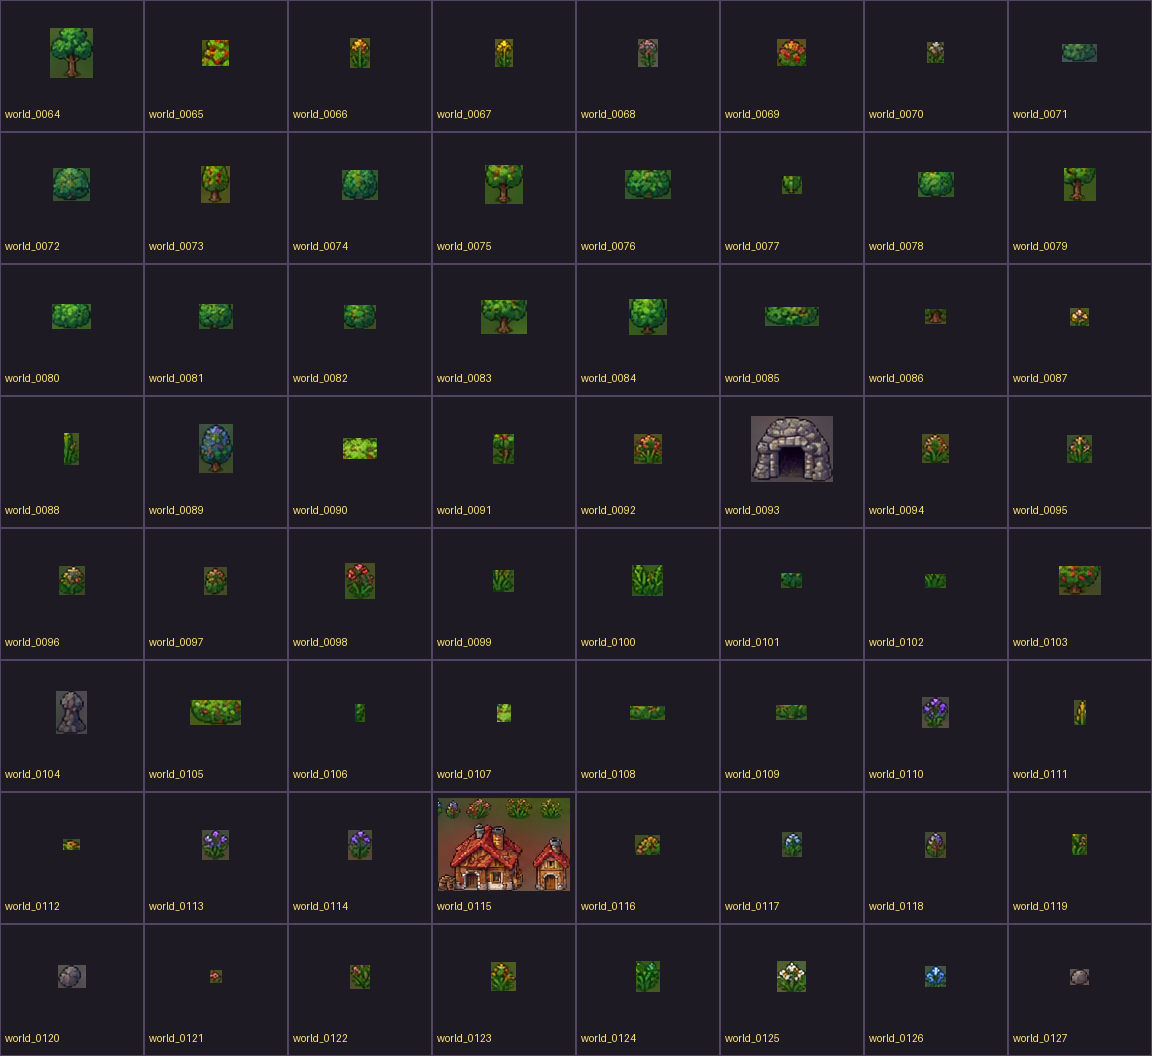 world_0064 world_0065 world_0066 world_0067 world_0068 world_0069 world_0070 world_0071
world_0072 world_0073 world_0074 world_0075 world_0076 world_0077 world_0078 world_0079
world_0080 world_0081 world_0082 world_0083 world_0084 world_0085 world_0086 world_0087
world_0088 world_0089 world_0090 world_0091 world_0092 world_0093 world_0094 world_0095
world_0096 world_0097 world_0098 world_0099 world_0100 world_0101 world_0102 world_0103
world_0104 world_0105 world_0106 world_0107 world_0108 world_0109 world_0110 world_0111
world_0112 world_0113 world_0114 world_0115 world_0116 world_0117 world_0118 world_0119
world_0120 world_0121 world_0122 world_0123 world_0124 world_0125 world_0126 world_0127